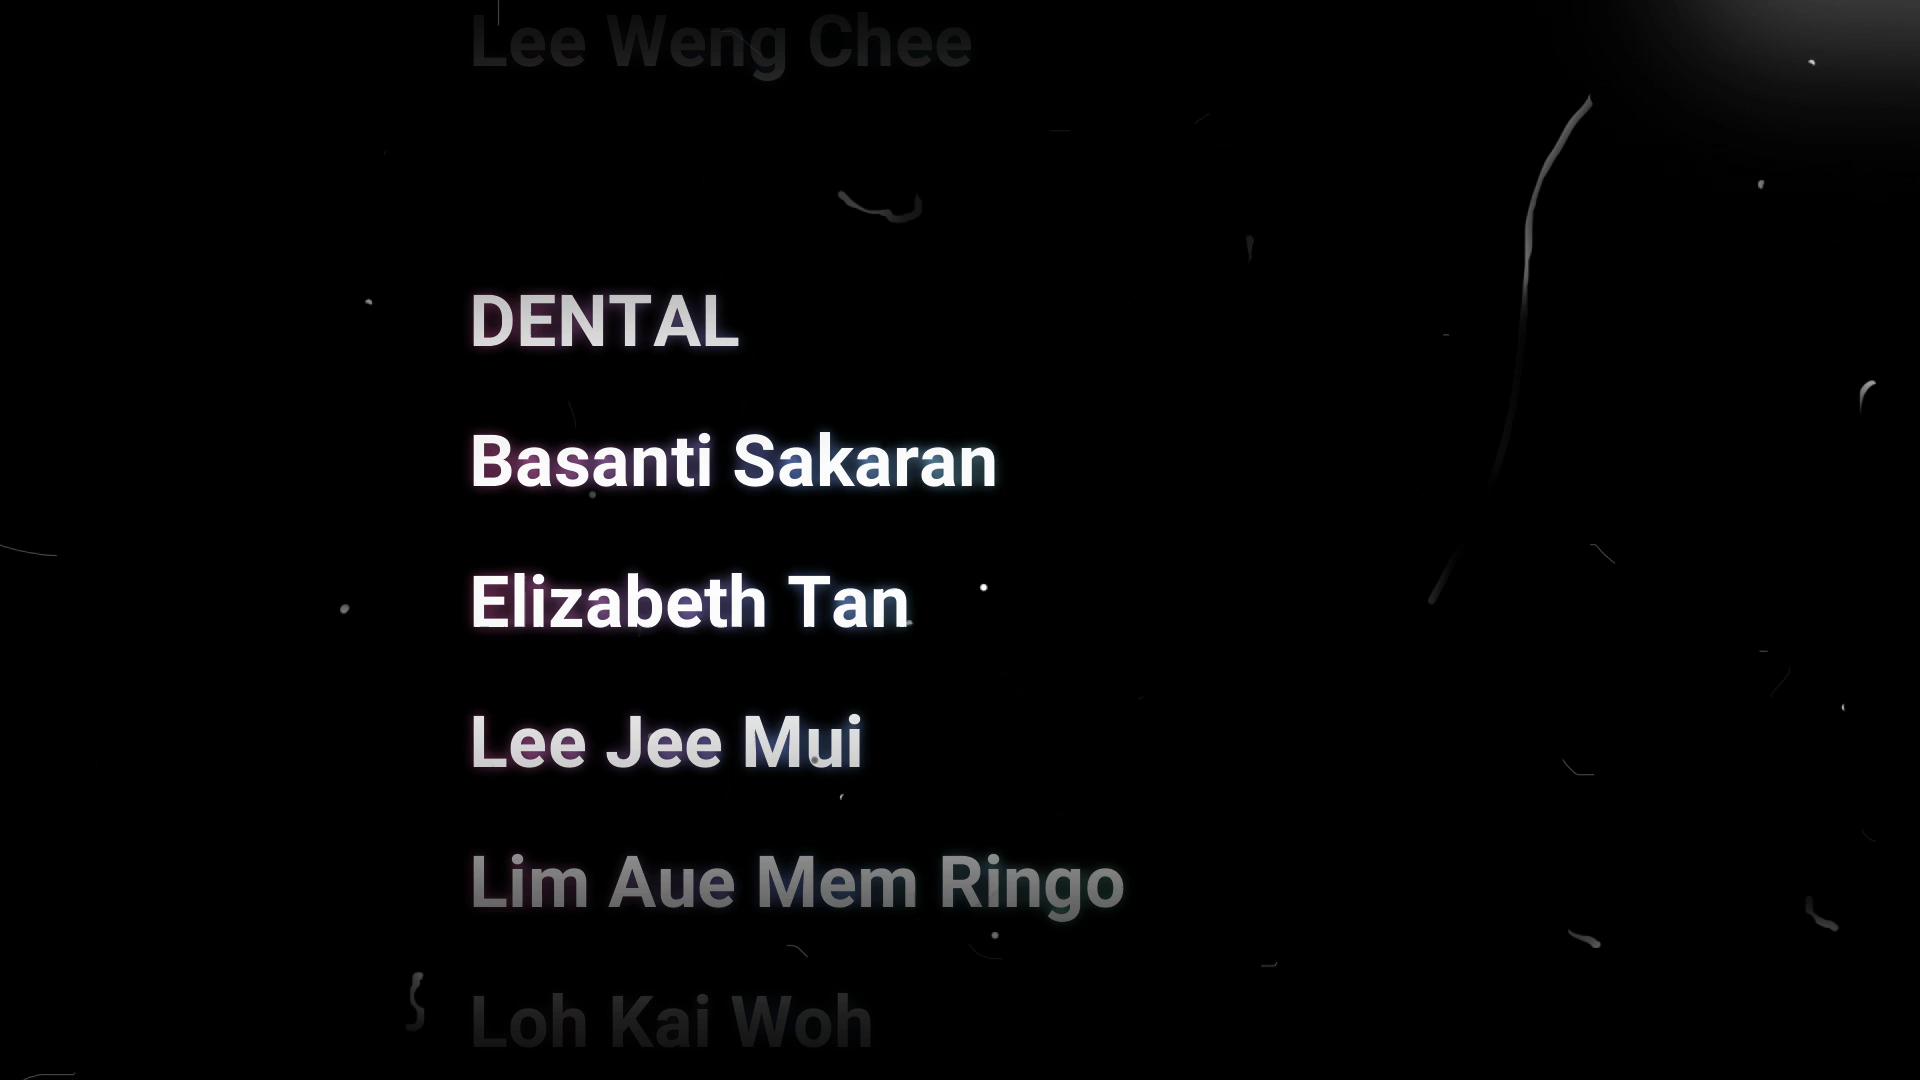 Lee Weng Chee
DENTAL
Basanti Sakaran
Elizabeth Tan
Lee Jee Mui
Lim Aue Mem Ringo
Loh Kai Woh